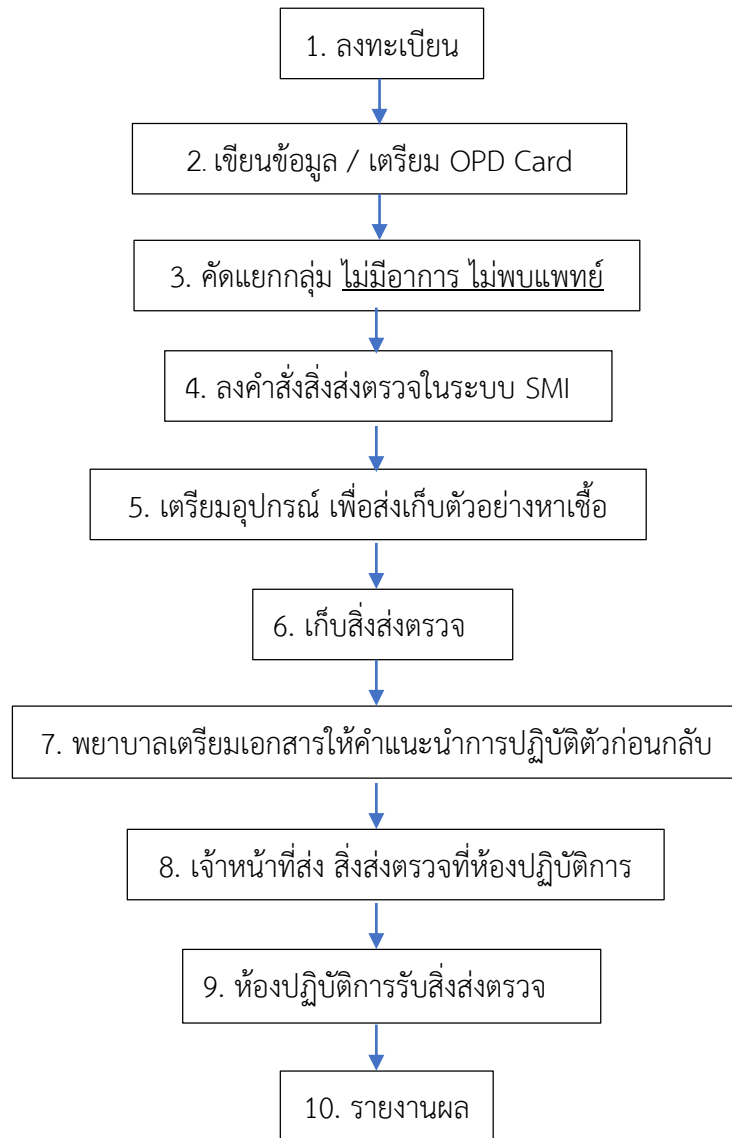 1. ลงทะเบียน
2. เขียนข้อมูล / เตรียม OPD Card
3. คัดแยกกลุ่ม ไม่มีอาการ ไม่พบแพทย์
4. ลงคำสั่งสิ่งส่งตรวจในระบบ SMI
5. เตรียมอุปกรณ์ เพื่อส่งเก็บตัวอย่างหาเชื้อ
6. เก็บสิ่งส่งตรวจ
7. พยาบาลเตรียมเอกสารให้คำแนะนำการปฏิบัติตัวก่อนกลับ
8. เจ้าหน้าที่ส่ง สิ่งส่งตรวจที่ห้องปฏิบัติการ
9. ห้องปฏิบัติการรับสิ่งส่งตรวจ
10. รายงานผล